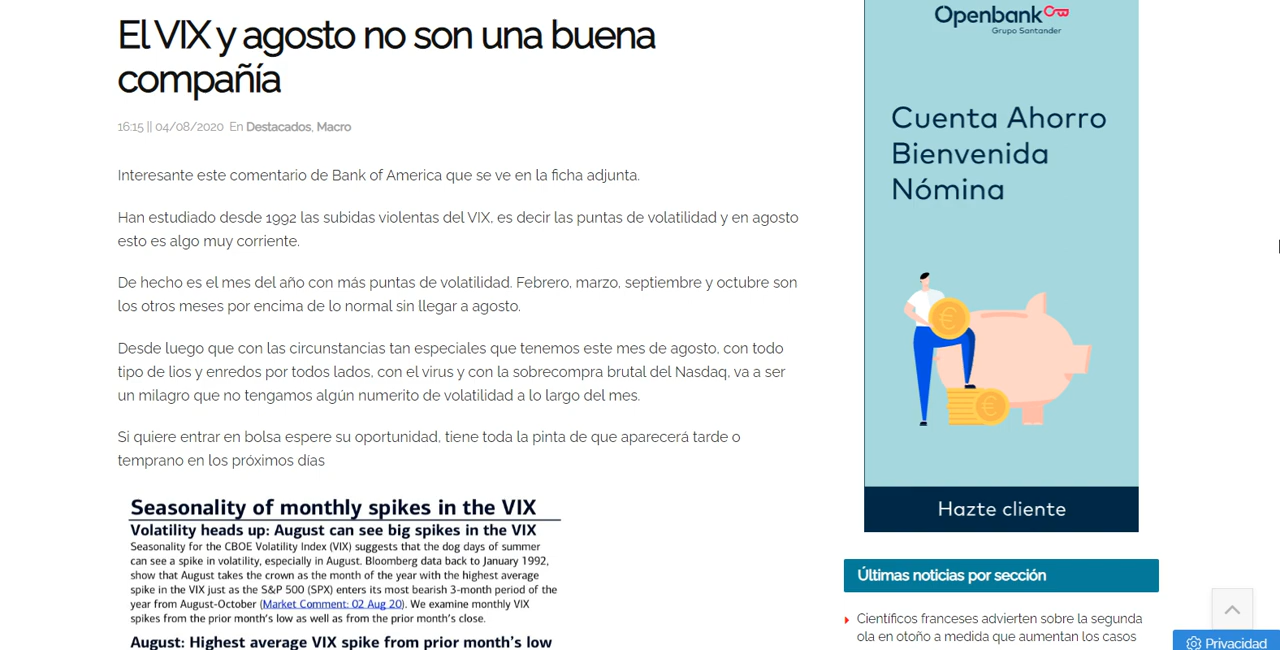 El VIX y agosto no son una buena
compañía
16:15 || 04/08/2020 En Destacados, Macro
Interesante este comentario de Bank of America que se ve en la ficha adjunta.
Han estudiado desde 1992 las subidas violentas del VIX, es decir las puntas de volatilidad y en agosto
esto es algo muy corriente.
De hecho es el mes del año con más puntas de volatilidad. Febrero, marzo, septiembre y octubre son
los otros meses por encima de lo normal sin llegar a agosto.
Desde luego que con las circunstancias tan especiales que tenemos este mes de agosto, con todo
tipo de lios y enredos por todos lados, con el virus y con la sobrecompra brutal del Nasdaq, va a ser
un milagro que no tengamos algún numerito de volatilidad a lo largo del mes.
Si quiere entrar en bolsa espere su oportunidad, tiene toda la pinta de que aparecerá tarde o
temprano en los próximos días
Seasonality of monthly spikes in the VIX
Volatility heads up: August can see big spikes in the VIX
Seasonality for the CBOE Volatility Index (VIX) suggests that the dog days of summer
can see a spike in volatility, especially in August. Bloomberg data back to January 1992,
show that August takes the crown as the month of the year with the highest average
spike in the VIX just as the S&P 500 (SPX) enters its most bearish 3-month period of the
year from August-October (Market Comment: 02 Aug 20). We examine monthly VIX
spikes from the prior month's low as well as from the prior month's close.
August: Highest average VIX spike from prior month's low
Openbank
Grupo Santander
Cuenta Ahorro
Bienvenida
Nómina
Hazte cliente
Últimas noticias por sección
Científicos franceses advierten sobre la segunda
ola en otoño a medida que aumentan los casos
Privacidad